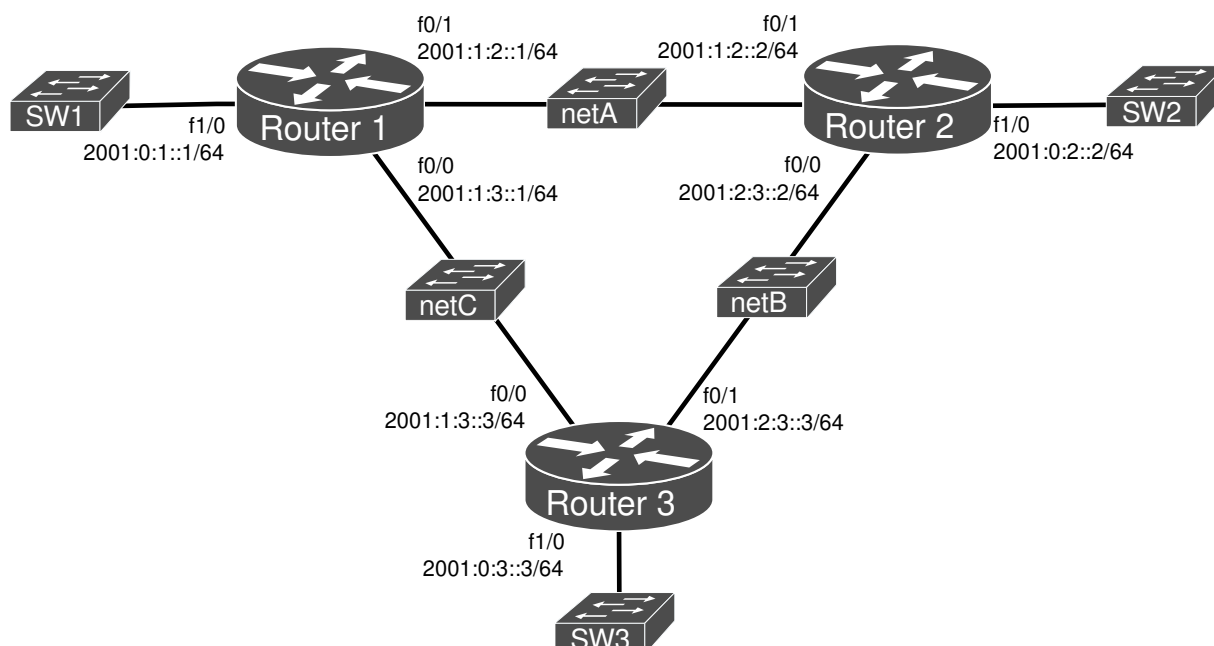 f0/1
2001:1:2::1/64
f0/1
2001:1:2::2/64
SW1
Router 1
netA
Router 2
SW2
f1/0
2001:0:1::1/64
f1/0
2001:0:2::2/64
f0/0
2001:1:3::1/64
f0/0
2001:2:3::2/64
netC
netB
f0/0
2001:1:3::3/64
f0/1
2001:2:3::3/64
Router 3
f1/0
2001:0:3::3/64
SW3